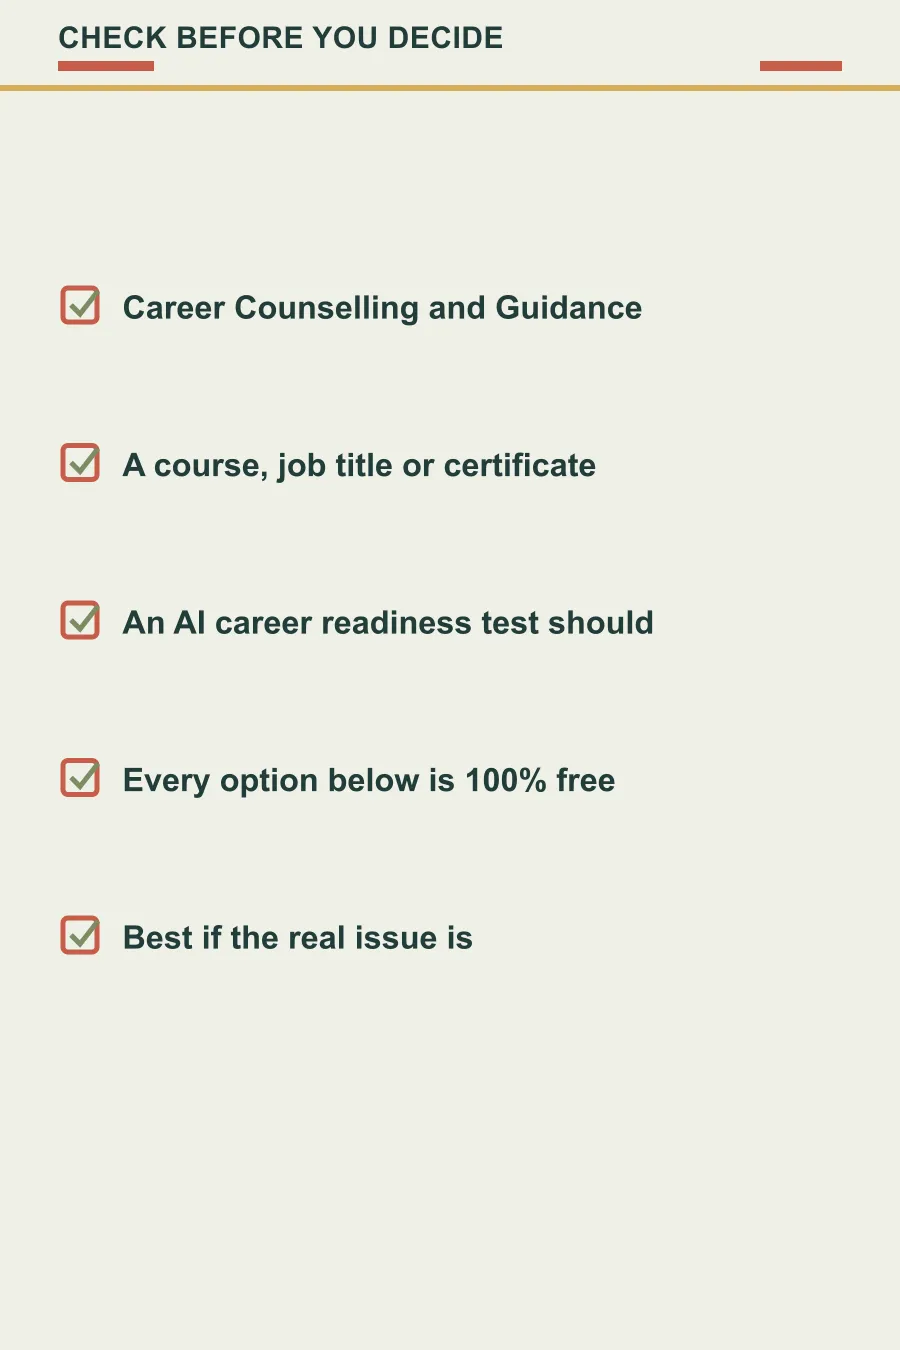 CHECK BEFORE YOU DECIDE
Career Counselling and Guidance
A course, job title or certificate
An AI career readiness test should
Every option below is 100% free
Best if the real issue is